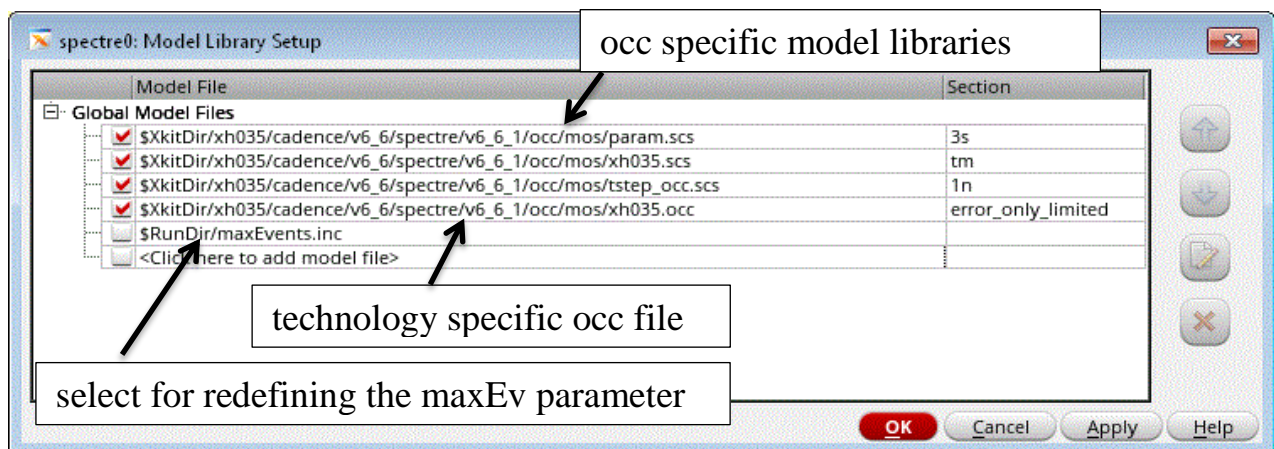 spectre0: Model Library Setup
occ specific model libraries
Model File Section
Global Model Files
$XkitDir/xh035/cadence/v6_6/spectre/v6_6_1/occ/mos/param.scs 3s
$XkitDir/xh035/cadence/v6_6/spectre/v6_6_1/occ/mos/xh035.scs tm
$XkitDir/xh035/cadence/v6_6/spectre/v6_6_1/occ/mos/tstep_occ.scs 1n
$XkitDir/xh035/cadence/v6_6/spectre/v6_6_1/occ/mos/xh035.occ error_only_limited
$RunDir/maxEvents.inc
<Click here to add model file>
technology specific occ file
select for redefining the maxEv parameter
OK Cancel Apply Help